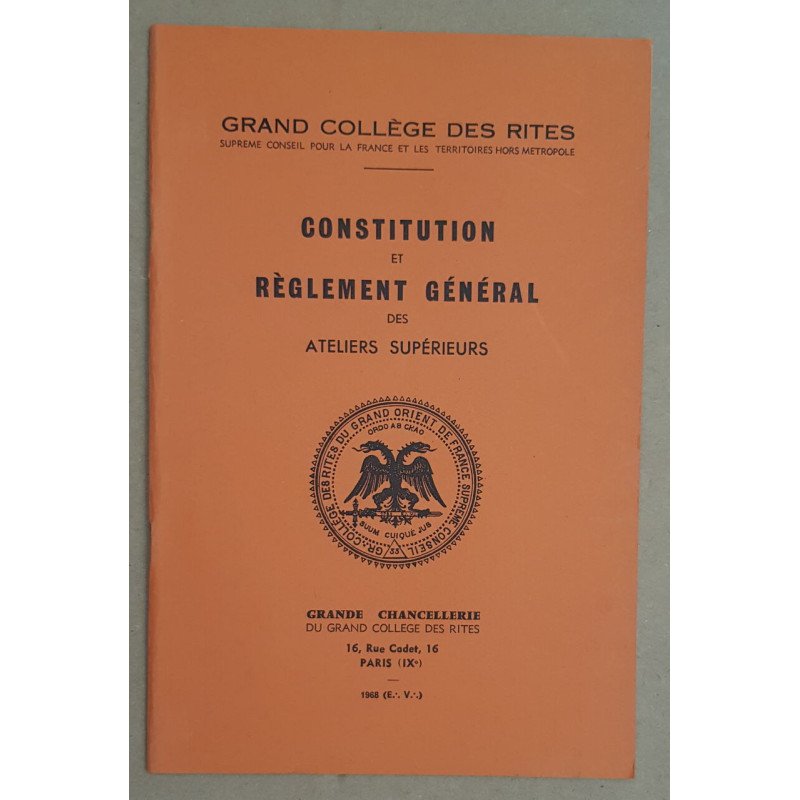 GRAND COLLÈGE DES RITES
SUPREME CONSEIL POUR LA FRANCE ET LES TERRITOIRES HORS METROPOLE
CONSTITUTION
ET
RÈGLEMENT GÉNÉRAL
DES
ATELIERS SUPÉRIEURS
GR∴ COLLÈGE DES RITES DU GRAND ORIENT DE FRANCE SUPREME CONSEIL
ORDO AB CHAO
SUUM CUIQUE JUS
33
GRANDE CHANCELLERIE
DU GRAND COLLEGE DES RITES
16, Rue Cadet, 16
PARIS (IXe)
1968 (E∴ V∴)